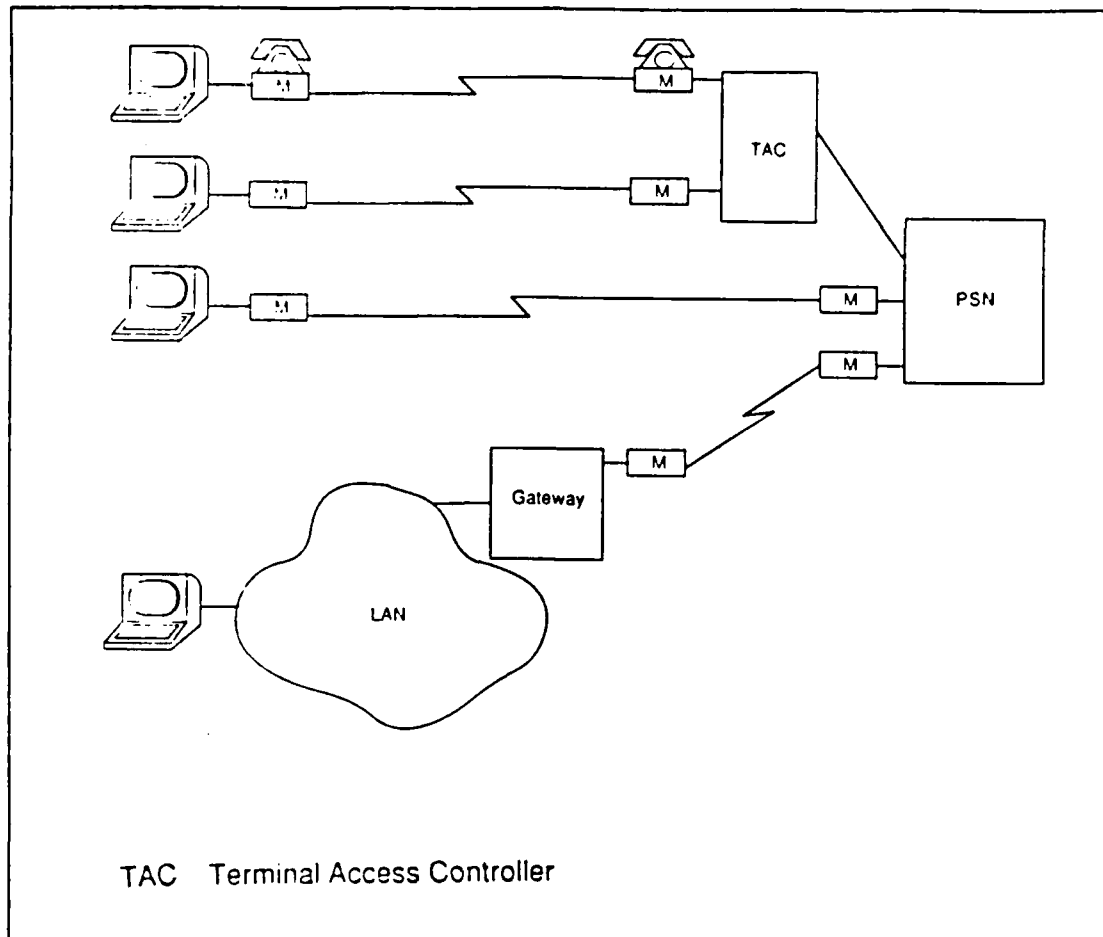 M M
TAC
M M
M M PSN
M
M
Gateway
LAN
TAC Terminal Access Controller